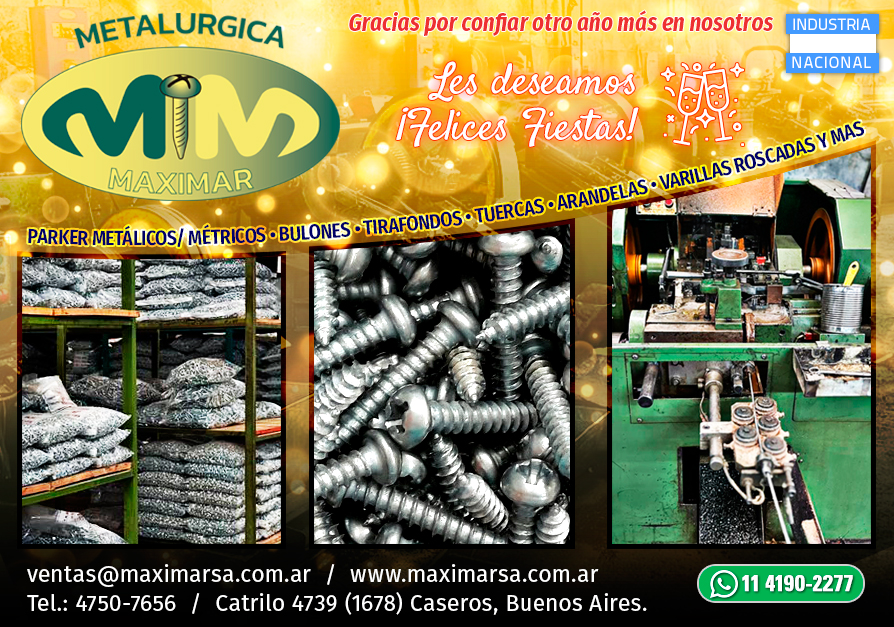 METALURGICA
MM
MAXIMAR
Gracias por confiar otro año más en nosotros
INDUSTRIA
NACIONAL
Les deseamos
¡Felices Fiestas!
PARKER METÁLICOS/ MÉTRICOS • BULONES • TIRAFONDOS • TUERCAS • ARANDELAS • VARILLAS ROSCADAS Y MAS
ventas@maximarsa.com.ar / www.maximarsa.com.ar
Tel.: 4750-7656 / Catrilo 4739 (1678) Caseros, Buenos Aires.
11 4190-2277